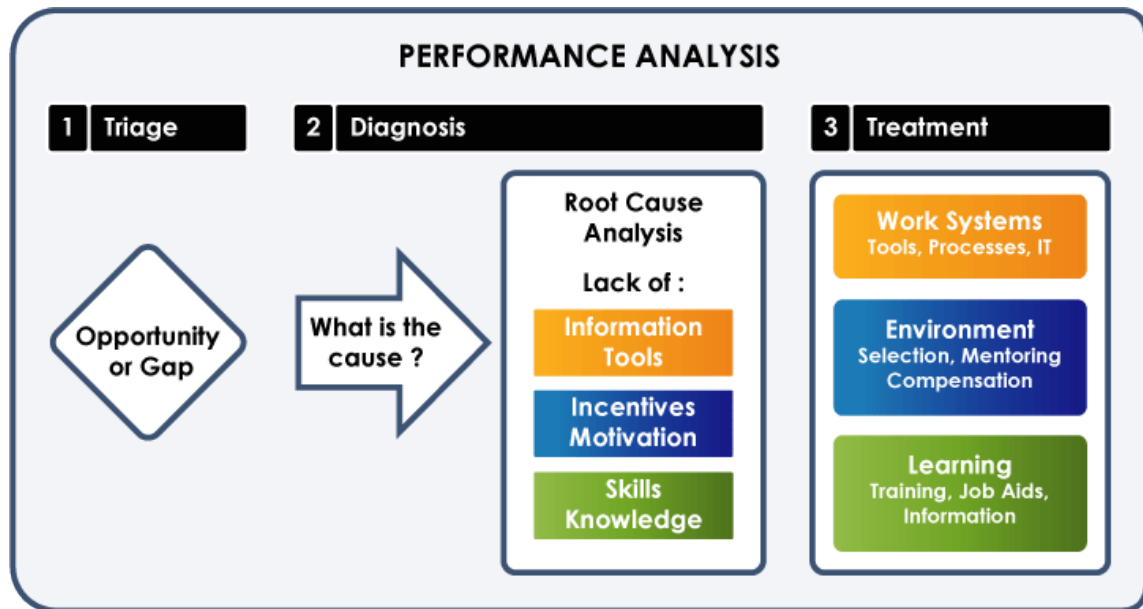 PERFORMANCE ANALYSIS
1 Triage
2 Diagnosis
3 Treatment
Opportunity
or Gap
What is the
cause ?
Root Cause
Analysis
Lack of :
Information
Tools
Incentives
Motivation
Skills
Knowledge
Work Systems
Tools, Processes, IT
Environment
Selection, Mentoring
Compensation
Learning
Training, Job Aids,
Information